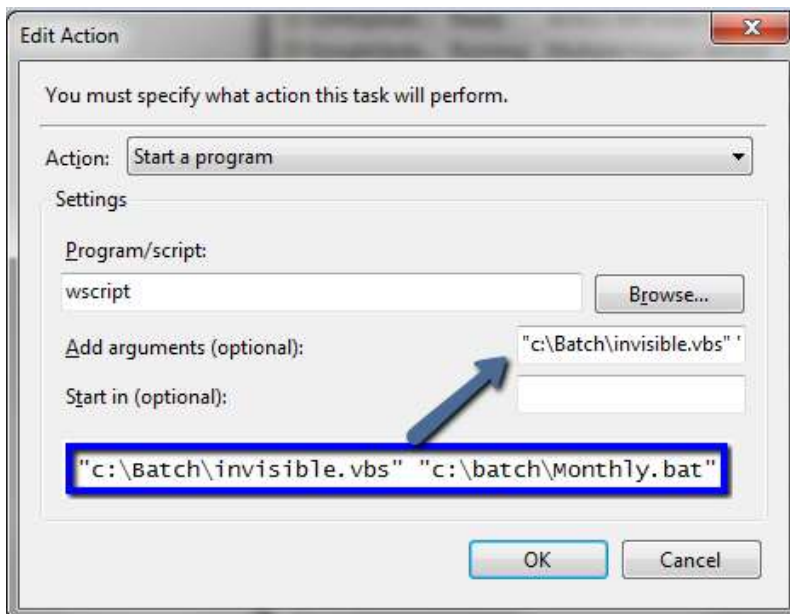 Edit Action
You must specify what action this task will perform.
Action: Start a program
Settings
Program/script:
wscript Browse...
Add arguments (optional): "c:\Batch\invisible.vbs" "
Start in (optional):
"c:\Batch\invisible.vbs" "c:\batch\Monthly.bat"
OK Cancel